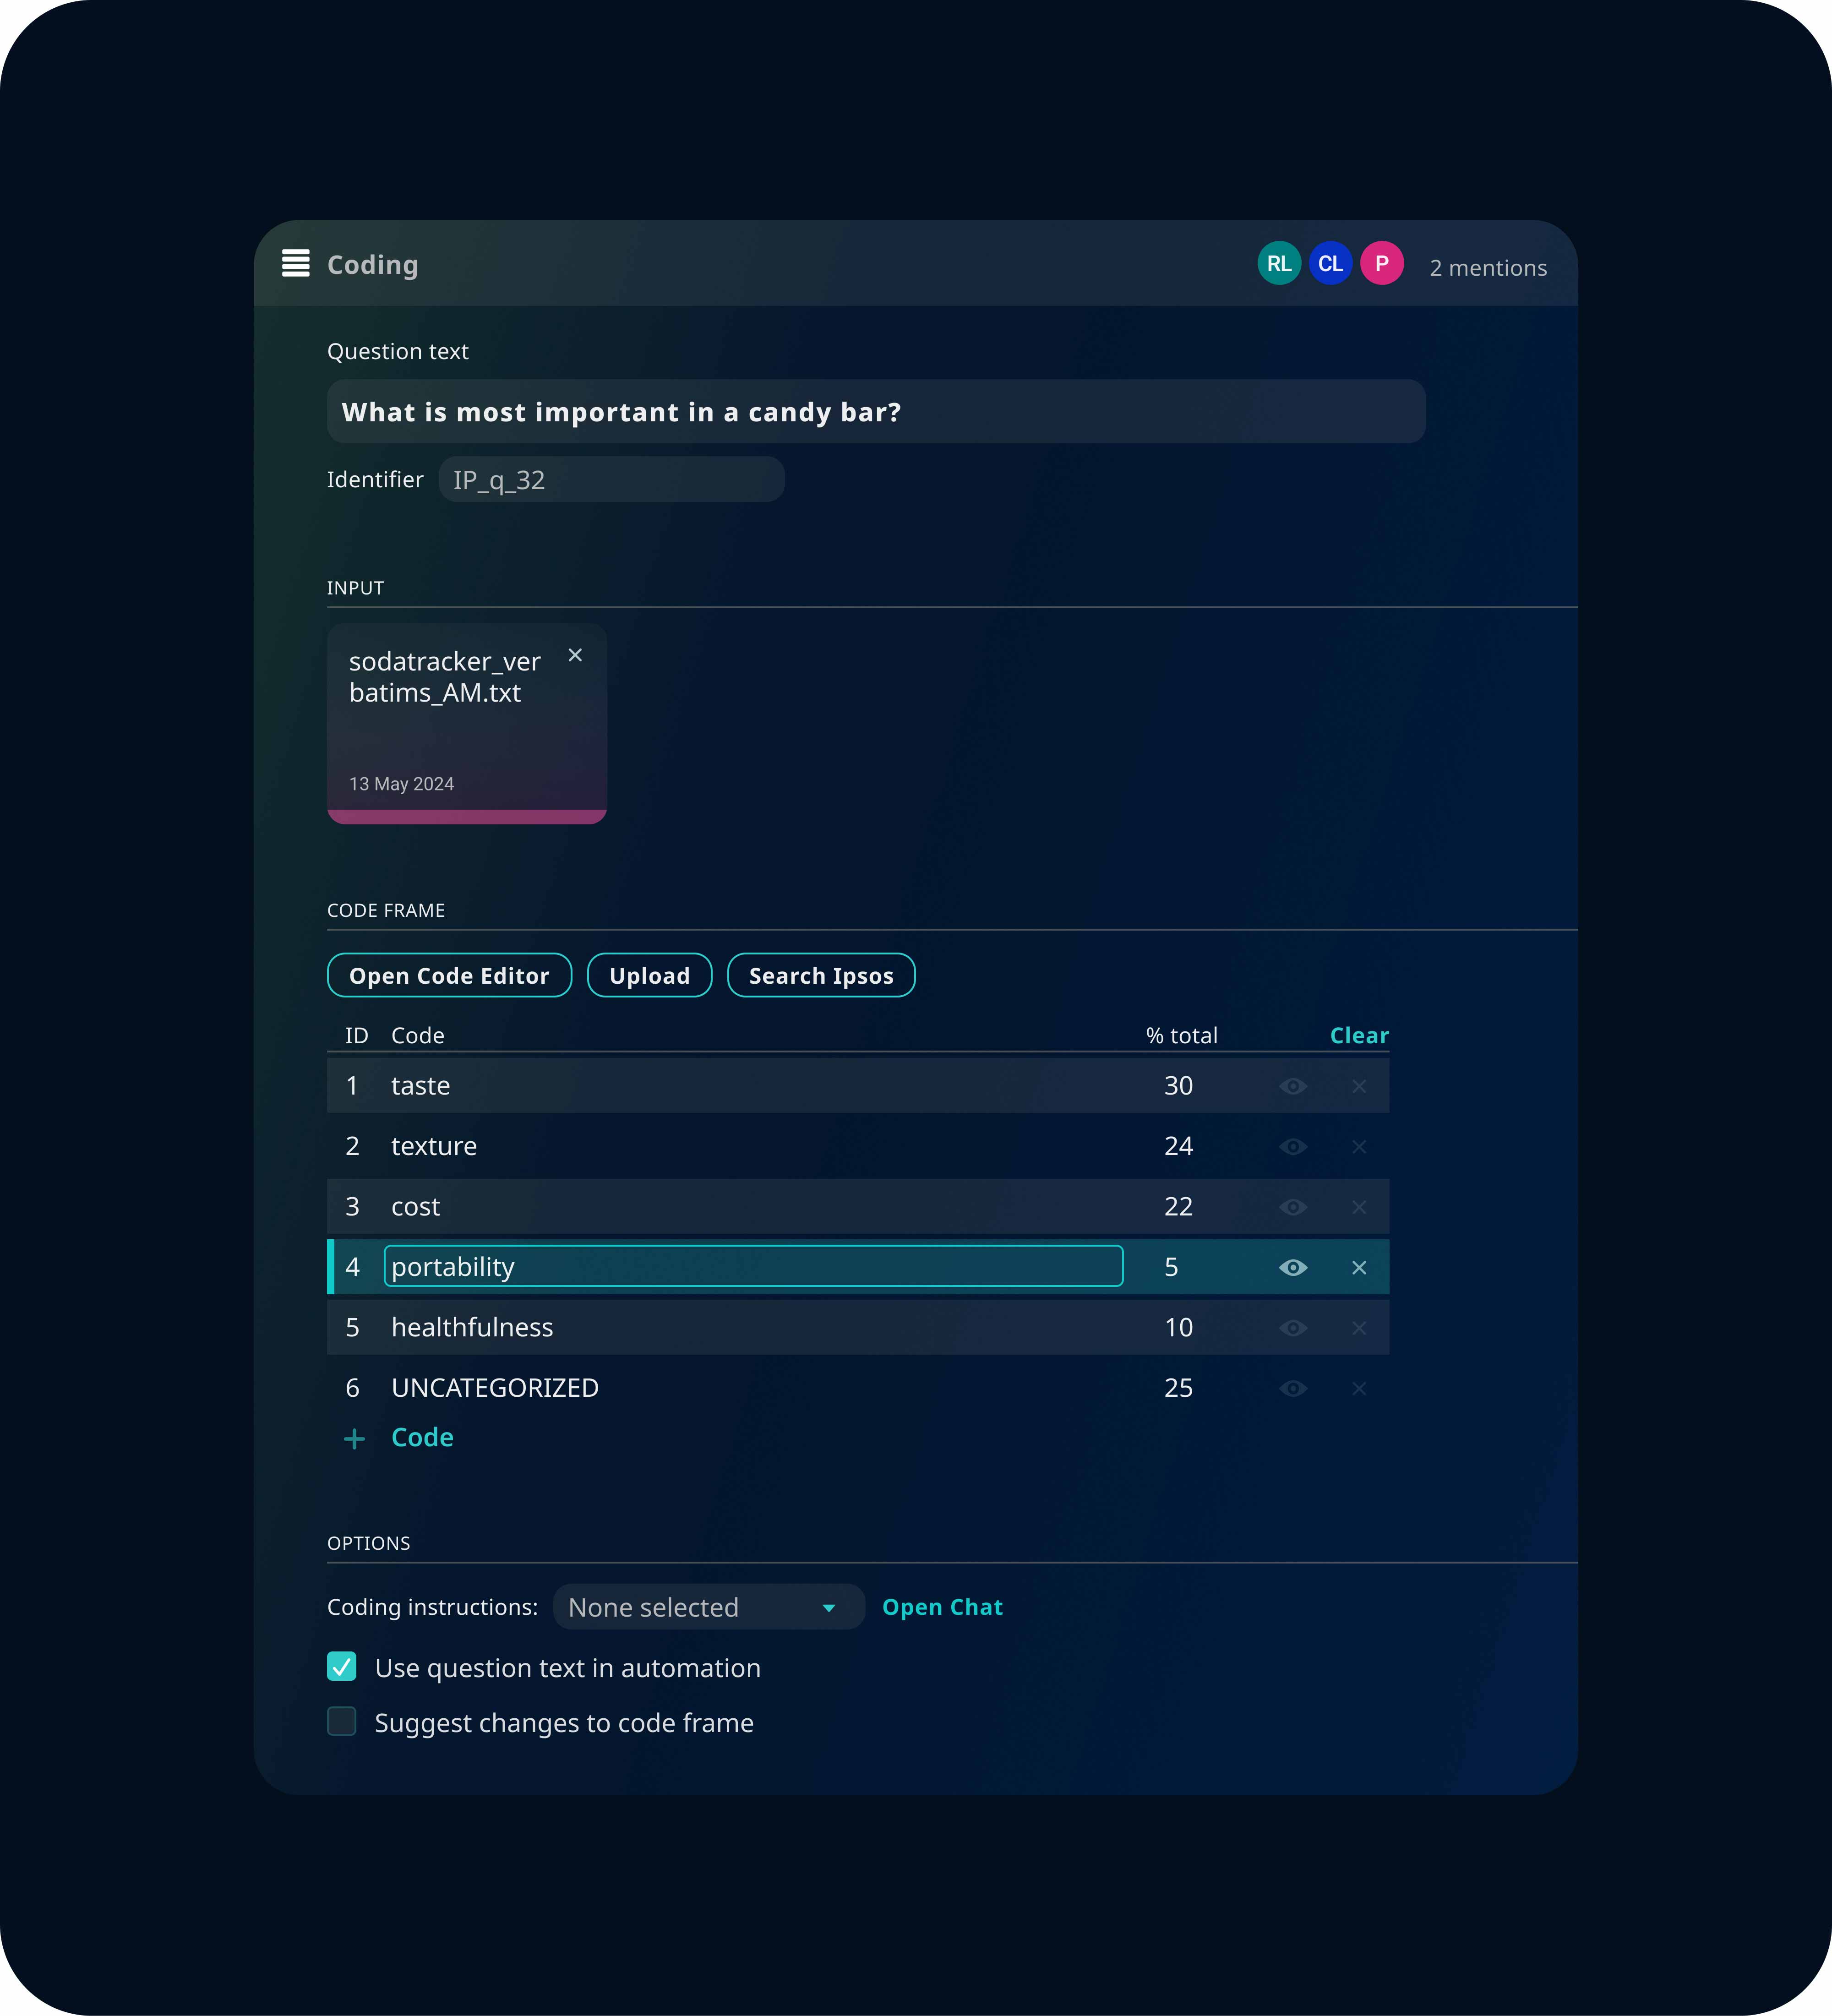 Coding
RL CL P 2 mentions
Question text
What is most important in a candy bar?
Identifier IP_q_32
INPUT
sodatracker_ver
batims_AM.txt
13 May 2024
CODE FRAME
Open Code Editor Upload Search Ipsos
ID Code % total Clear
1 taste 30
2 texture 24
3 cost 22
4 portability 5
5 healthfulness 10
6 UNCATEGORIZED 25
+ Code
OPTIONS
Coding instructions: None selected Open Chat
Use question text in automation
Suggest changes to code frame